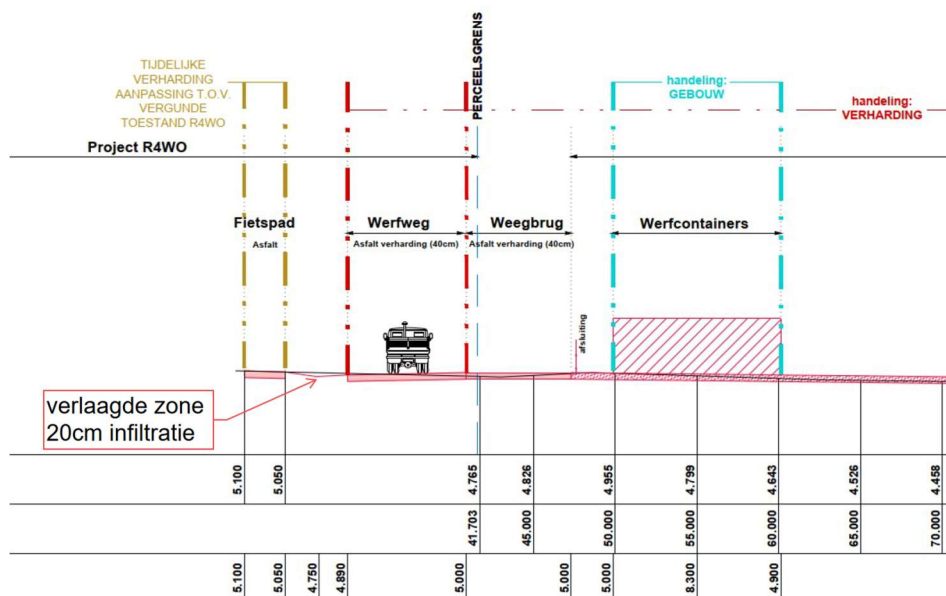 TIJDELIJKE
VERHARDING
AANPASSING T.O.V.
VERGUNDE
TOESTAND R4WO
PERCEELSGRENS
handeling:
GEBOUW
handeling:
VERHARDING
Project R4WO
Fietspad
Asfalt
Werfweg
Asfalt verharding (40cm)
Weegbrug
Asfalt verharding (40cm)
Werfcontainers
afsluiting
verlaagde zone
20cm infiltratie
5.100 5.050 4.765 4.826 4.955 4.799 4.643 4.526 4.458
41.703 45.000 50.000 55.000 60.000 65.000 70.000
5.100 5.050 4.750 4.890 5.000 5.000 5.000 8.300 4.900